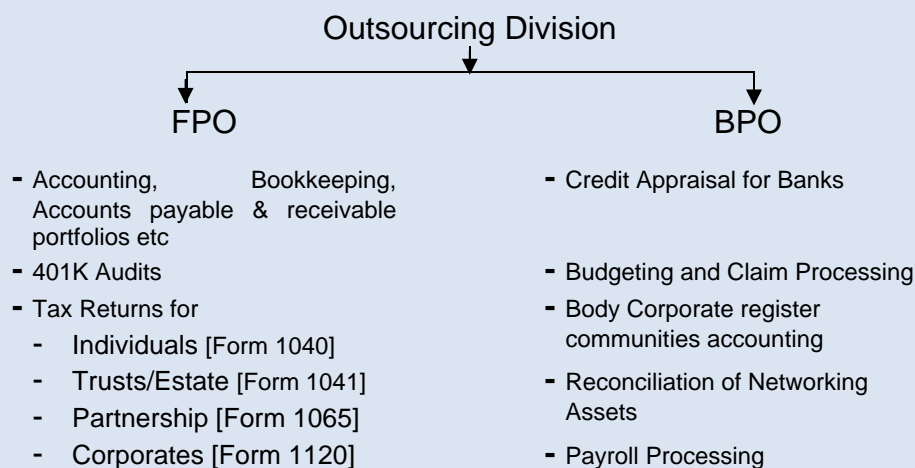 Outsourcing Division
FPO
- Accounting, Bookkeeping,
Accounts payable & receivable
portfolios etc
- 401K Audits
- Tax Returns for
- Individuals [Form 1040]
- Trusts/Estate [Form 1041]
- Partnership [Form 1065]
- Corporates [Form 1120]
BPO
- Credit Appraisal for Banks
- Budgeting and Claim Processing
- Body Corporate register
communities accounting
- Reconciliation of Networking
Assets
- Payroll Processing